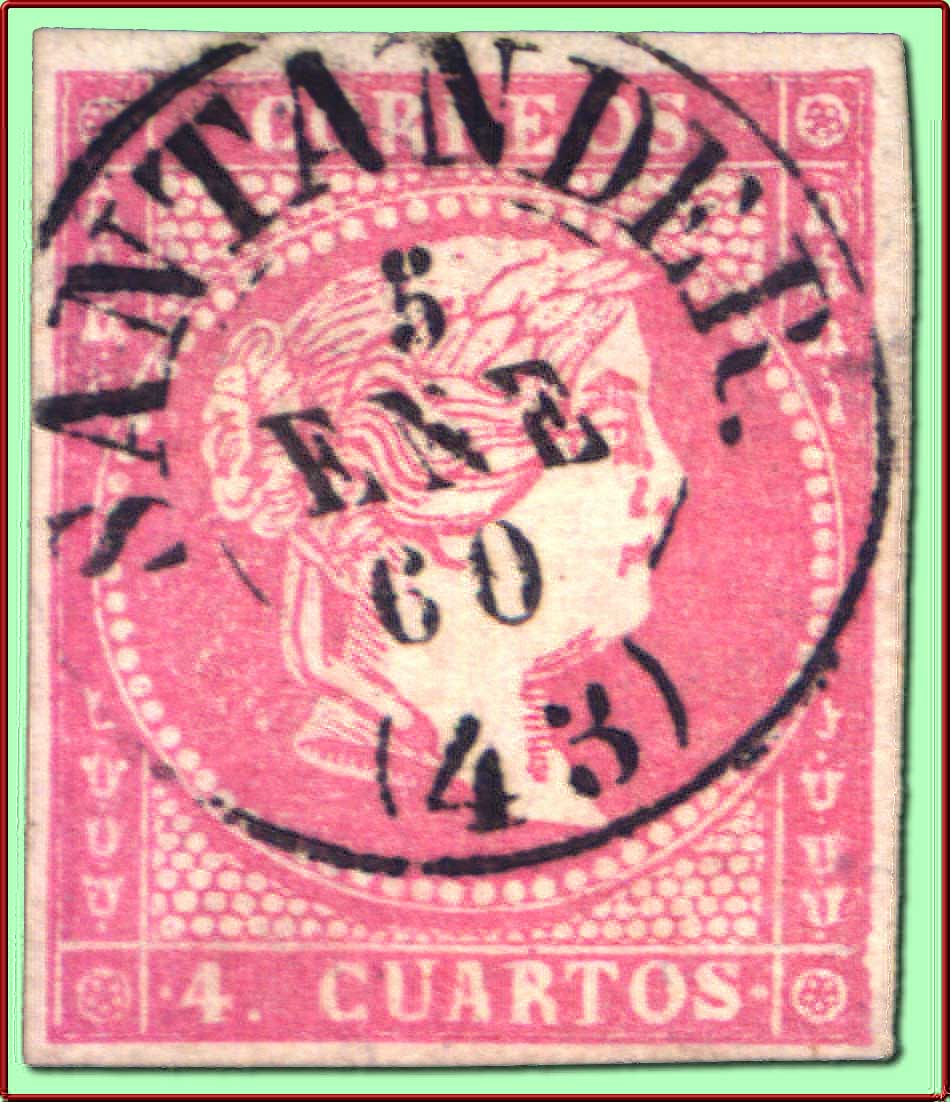 CORREOS
SANTANDER.
5
ENE
60
(43)
4. CUARTOS